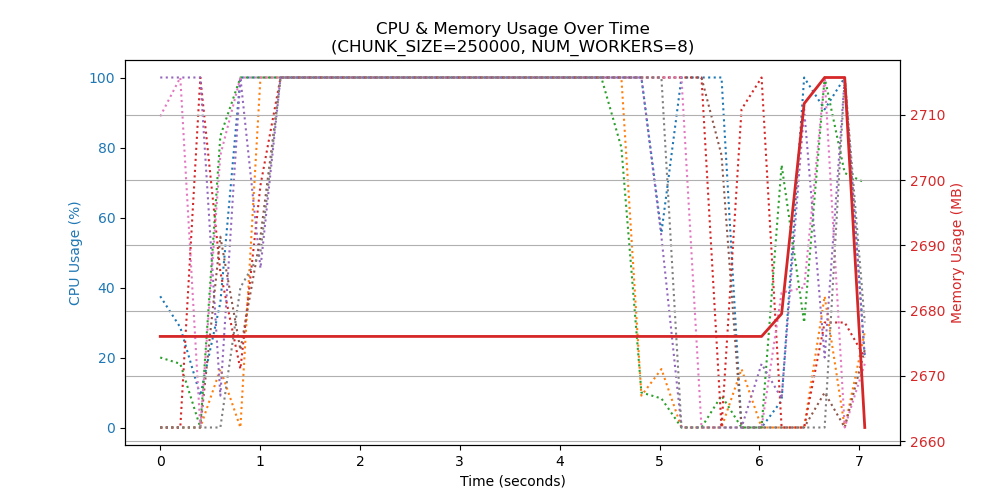 CPU & Memory Usage Over Time
(CHUNK_SIZE=250000, NUM_WORKERS=8)
CPU Usage (%)
100
80
60
40
20
0
2710
2700
2690
2680
2670
2660
Memory Usage (MB)
0 1 2 3 4 5 6 7
Time (seconds)